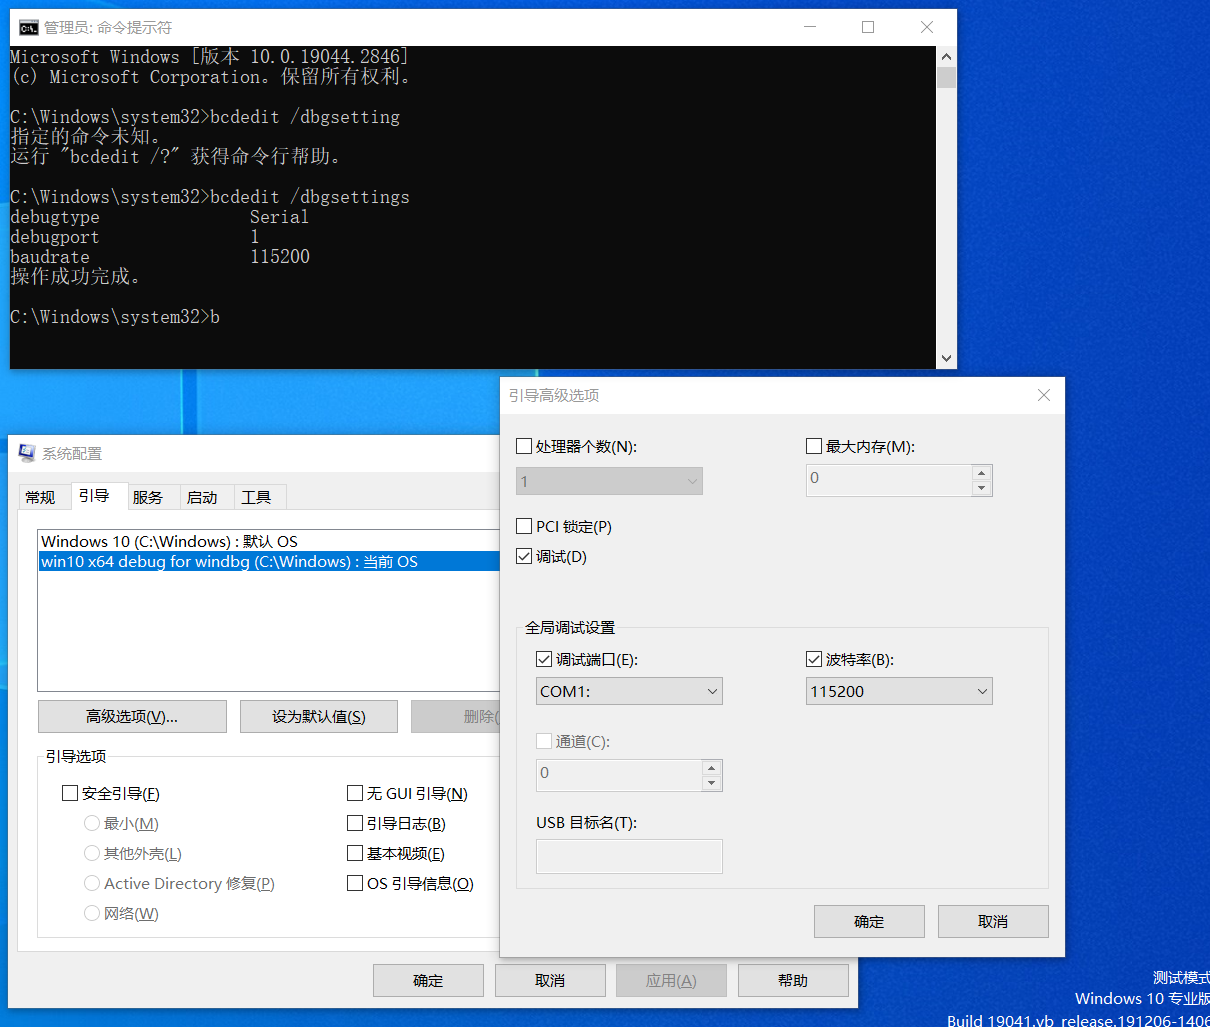 管理员: 命令提示符
Microsoft Windows [版本 10.0.19044.2846]
(c) Microsoft Corporation。保留所有权利。
C:\Windows\system32>bcdedit /dbgsetting
指定的命令未知。
运行 "bcdedit /?" 获得命令行帮助。
C:\Windows\system32>bcdedit /dbgsettings
debugtype Serial
debugport 1
baudrate 115200
操作成功完成。
C:\Windows\system32>b
系统配置
常规 引导 服务 启动 工具
Windows 10 (C:\Windows) : 默认 OS
win10 x64 debug for windbg (C:\Windows) : 当前 OS
高级选项(V)... 设为默认值(S) 删除(
引导选项
安全引导(F) 无 GUI 引导(N)
最小(M) 引导日志(B)
其他外壳(L) 基本视频(E)
Active Directory 修复(P) OS 引导信息(O)
网络(W)
确定 取消 应用(A) 帮助
引导高级选项
处理器个数(N): 最大内存(M):
1 0
PCI 锁定(P)
调试(D)
全局调试设置
调试端口(E): 波特率(B):
COM1: 115200
通道(C):
0
USB 目标名(T):
确定 取消
测试模式
Windows 10 专业版
Build 19041.vb_release.191206-1406